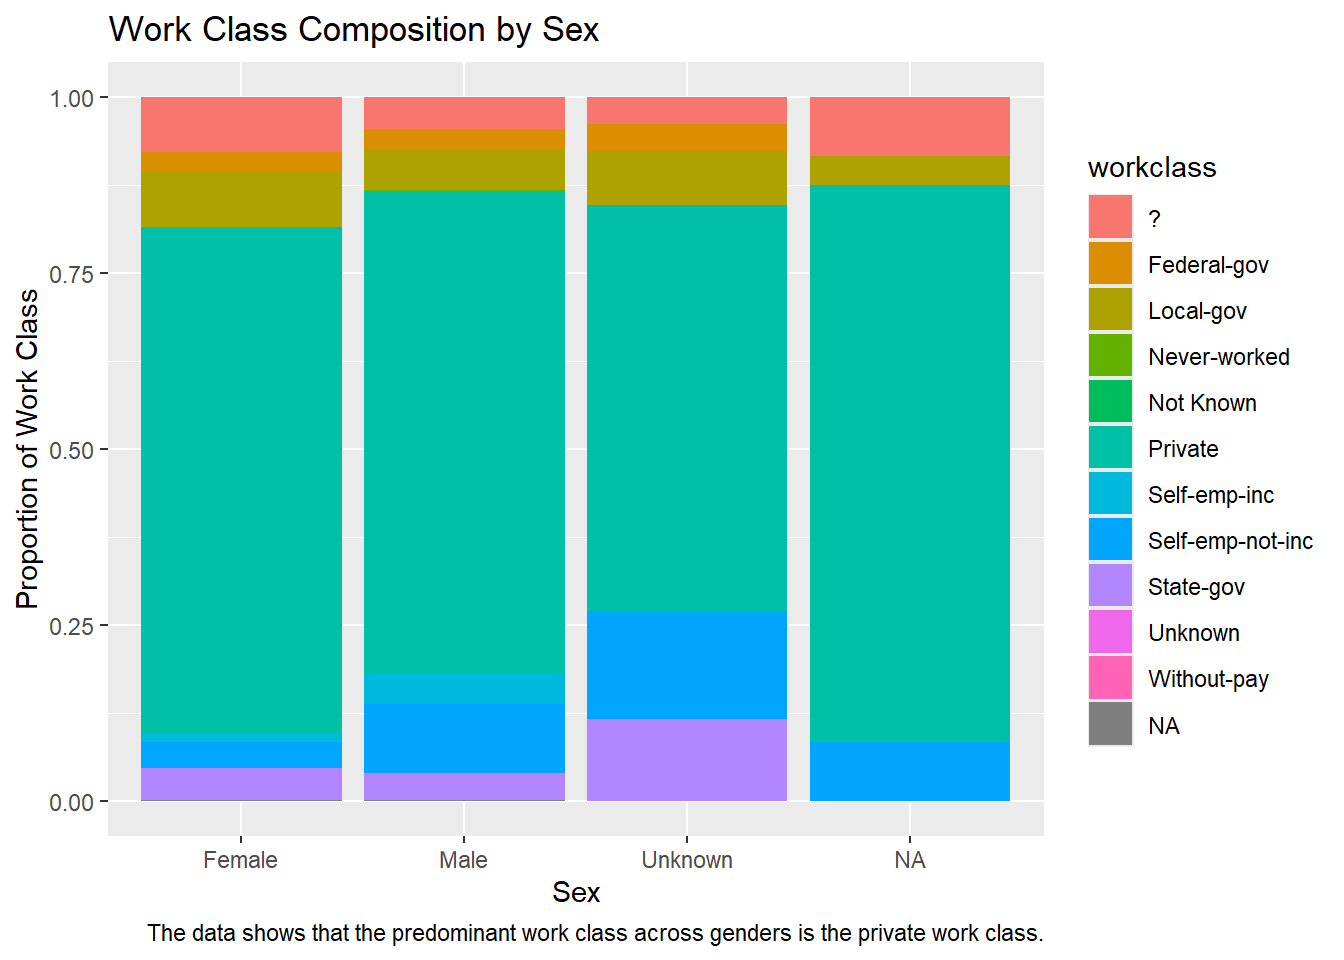 Work Class Composition by Sex
Proportion of Work Class
1.00
0.75
0.50
0.25
0.00
Female
Male
Unknown
NA
Sex
workclass
?
Federal-gov
Local-gov
Never-worked
Not Known
Private
Self-emp-inc
Self-emp-not-inc
State-gov
Unknown
Without-pay
NA
The data shows that the predominant work class across genders is the private work class.